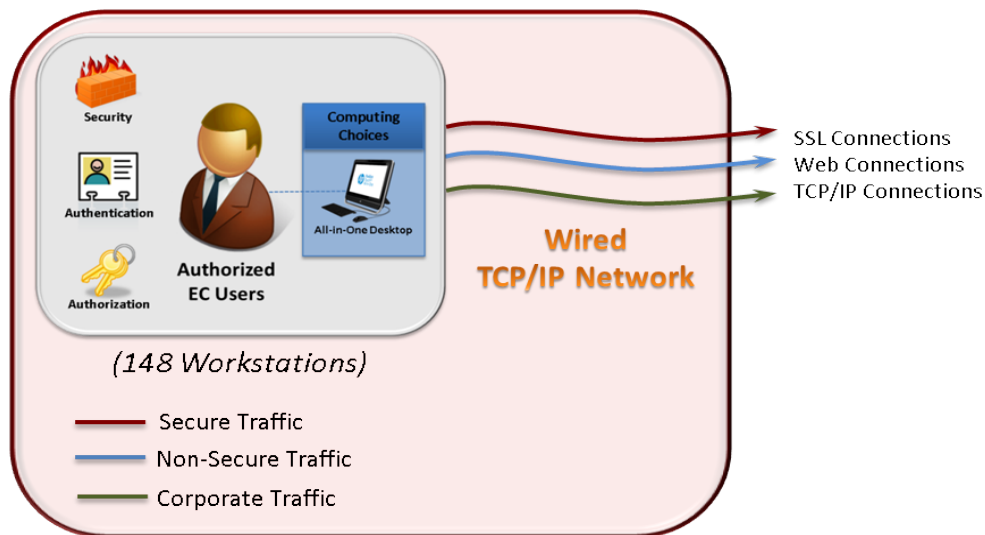 Security
Authentication
Authorization
Authorized
EC Users
Computing
Choices
All-in-One Desktop
SSL Connections
Web Connections
TCP/IP Connections
Wired
TCP/IP Network
(148 Workstations)
Secure Traffic
Non-Secure Traffic
Corporate Traffic